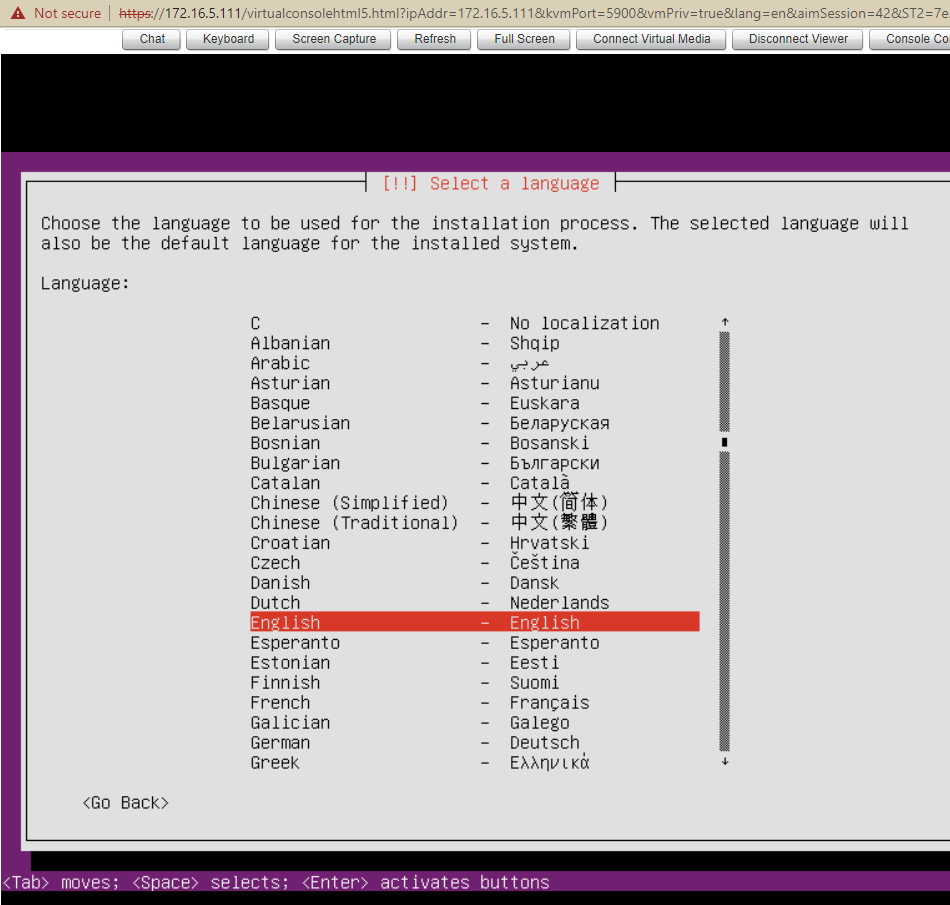 Not secure | https://172.16.5.111/virtualconsolehtml5.html?ipAddr=172.16.5.111&kvmPort=5900&vmPriv=true&lang=en&aimSession=42&ST2=7e
Chat Keyboard Screen Capture Refresh Full Screen Connect Virtual Media Disconnect Viewer Console Co
[!!] Select a language
Choose the language to be used for the installation process. The selected language will
also be the default language for the installed system.
Language:
C - No localization
Albanian - Shqip
Arabic - عربي
Asturian - Asturianu
Basque - Euskara
Belarusian - Беларуская
Bosnian - Bosanski
Bulgarian - Български
Catalan - Català
Chinese (Simplified) - 中文(简体)
Chinese (Traditional) - 中文(繁體)
Croatian - Hrvatski
Czech - Čeština
Danish - Dansk
Dutch - Nederlands
English - English
Esperanto - Esperanto
Estonian - Eesti
Finnish - Suomi
French - Français
Galician - Galego
German - Deutsch
Greek - Ελληνικά
<Go Back>
<Tab> moves; <Space> selects; <Enter> activates buttons